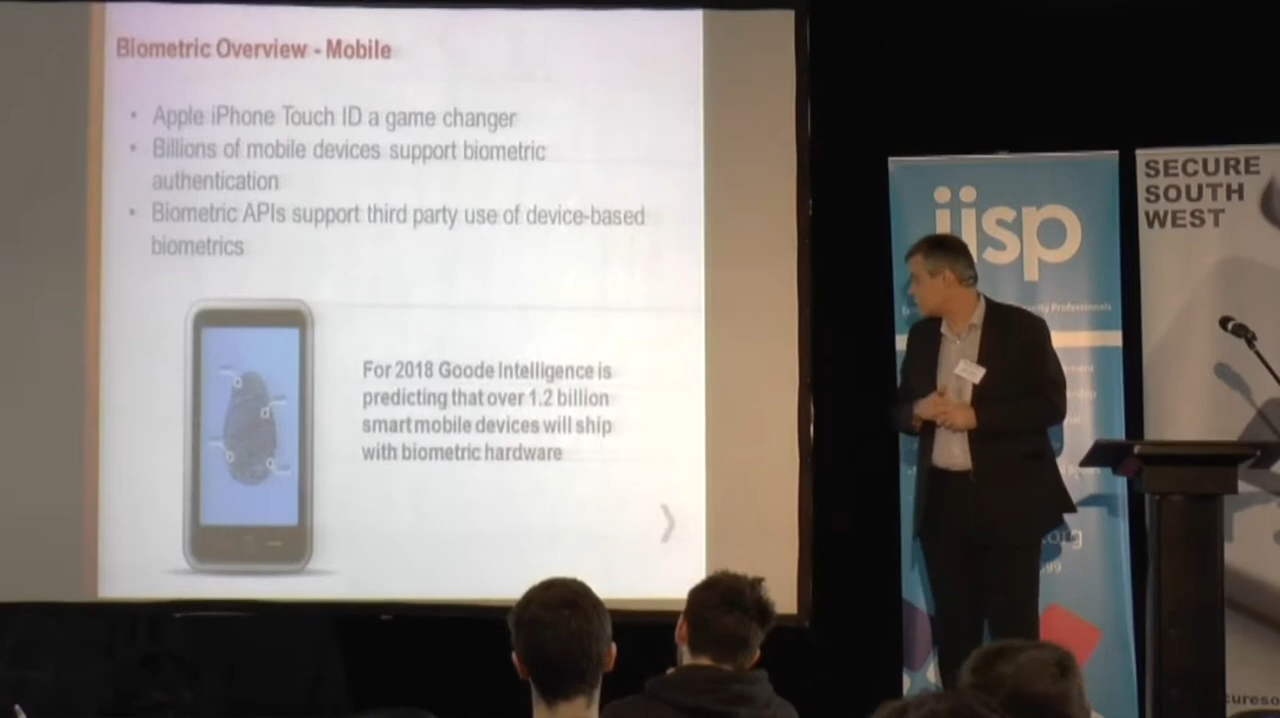 Biometric Overview - Mobile
• Apple iPhone Touch ID a game changer
• Billions of mobile devices support biometric
authentication
• Biometric APIs support third party use of device-based
biometrics
For 2018 Goode Intelligence is
predicting that over 1.2 billion
smart mobile devices will ship
with biometric hardware
iisp
Professionals
.org
SECURE
SOUTH
WEST